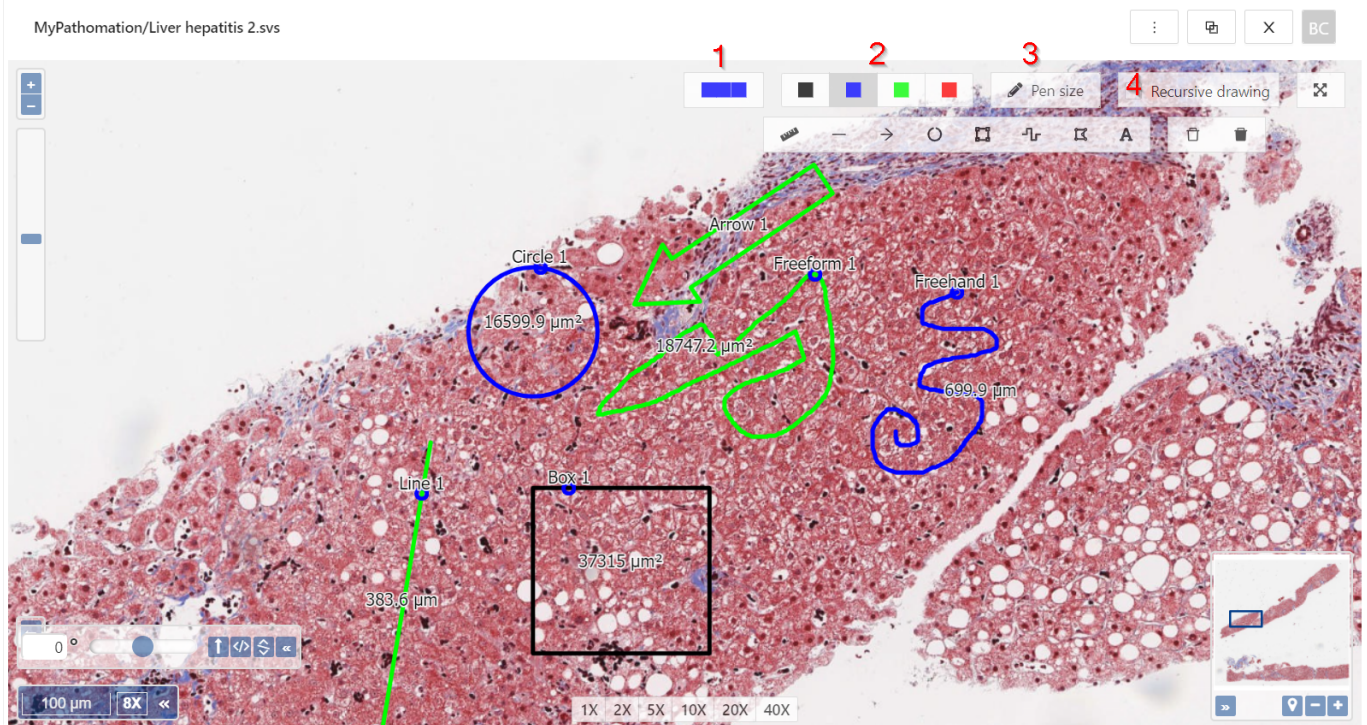 MyPathomation/Liver hepatitis 2.svs
BC
1
2
3
4
Pen size
Recursive drawing
A
Arrow 1
Circle 1
Freeform 1
Freehand 1
16599.9 µm²
18747.2 µm²
699.9 µm
Line 1
Box 1
37315 µm²
383.6 µm
0 °
100 µm
8X
1X 2X 5X 10X 20X 40X